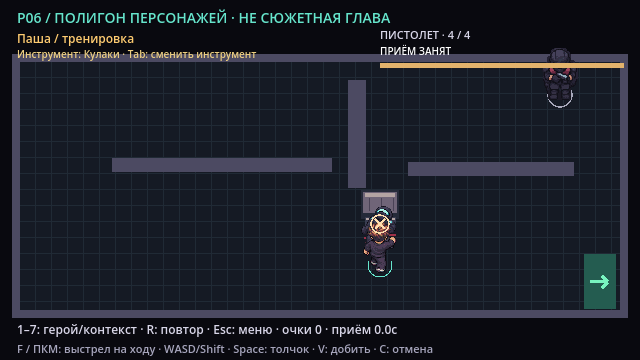 P06 / ПОЛИГОН ПЕРСОНАЖЕЙ · НЕ СЮЖЕТНАЯ ГЛАВА
Паша / тренировка
Инструмент: Кулаки · Tab: сменить инструмент
ПИСТОЛЕТ · 4 / 4
ПРИЁМ ЗАНЯТ
1–7: герой/контекст · R: повтор · Esc: меню · очки 0 · приём 0.0с
F / ПКМ: выстрел на ходу · WASD/Shift · Space: толчок · V: добить · C: отмена